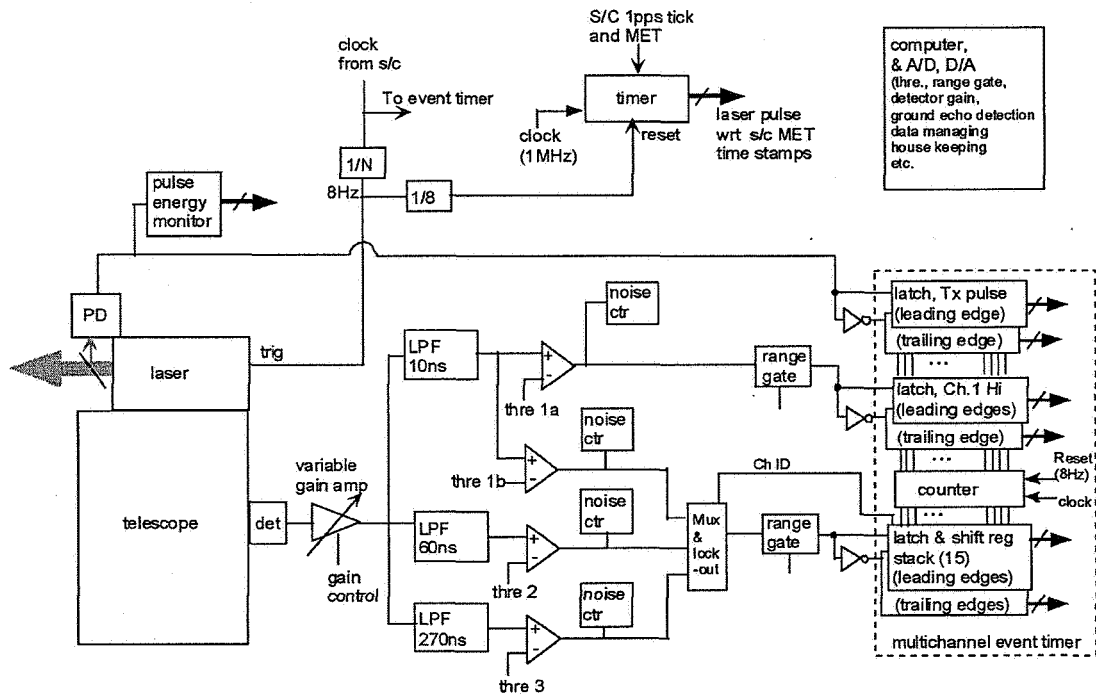 S/C 1pps tick
and MET
clock
from s/c
To event timer
timer
clock
(1 MHz)
reset
laser pulse
wrt s/c MET
time stamps
computer,
& A/D, D/A
(thre., range gate,
detector gain,
ground echo detection
data managing
house keeping
etc.
1/N
8Hz
1/8
pulse
energy
monitor
PD
laser
trig
telescope
det
variable
gain amp
gain
control
LPF
10ns
LPF
60ns
LPF
270ns
+
-
thre 1a
+
-
thre 1b
+
-
thre 2
+
-
thre 3
noise
ctr
noise
ctr
noise
ctr
noise
ctr
Mux
&
lock
-out
Ch ID
range
gate
range
gate
latch, Tx pulse
(leading edge)
(trailing edge)
...
latch, Ch.1 Hi
(leading edges)
(trailing edge)
...
counter
Reset
(8Hz)
clock
...
latch & shift reg
stack (15)
(leading edges)
(trailing edges)
multichannel event timer